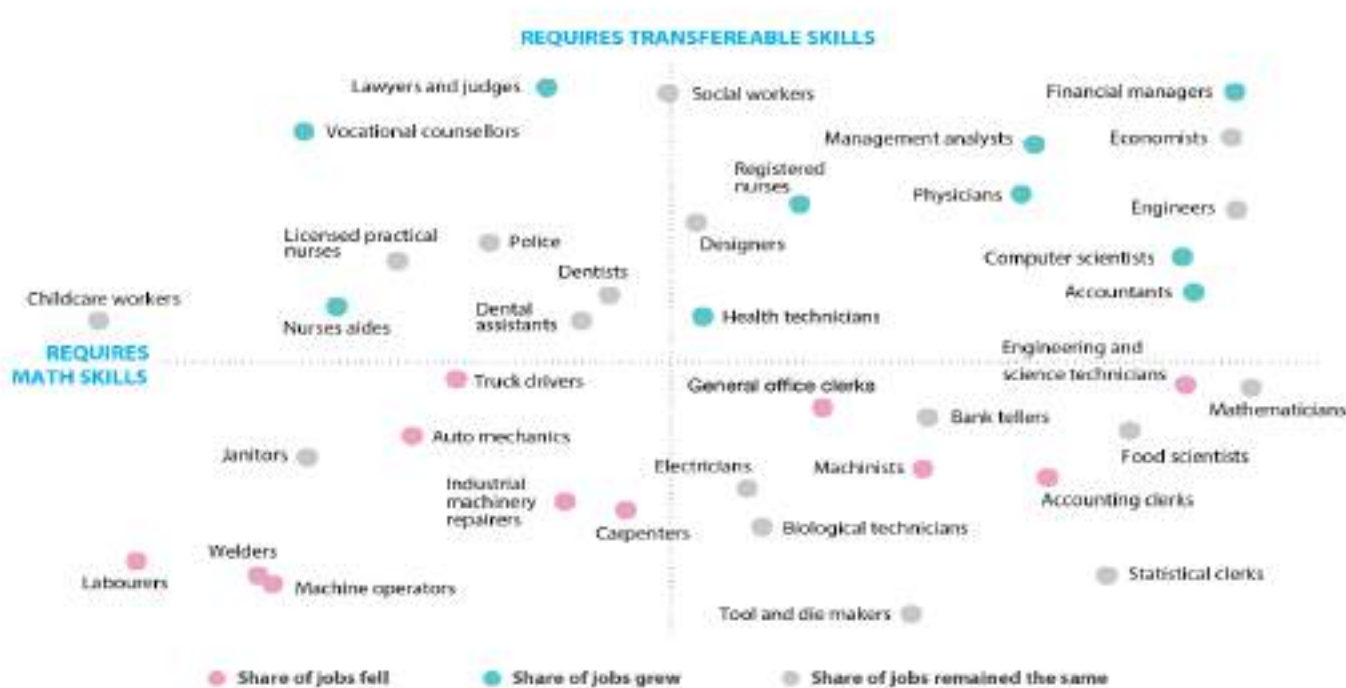 REQUIRES TRANSFEREABLE SKILLS
Lawyers and judges
Social workers
Financial managers
Vocational counsellors
Management analysts
Economists
Registered
nurses
Physicians
Engineers
Licensed practical
nurses
Police
Designers
Dentists
Computer scientists
Childcare workers
Nurses aides
Dental
assistants
Health technicians
Accountants
REQUIRES
MATH SKILLS
Engineering and
science technicians
Truck drivers
General office clerks
Mathematicians
Auto mechanics
Bank tellers
Janitors
Electricians
Machinists
Food scientists
Industrial
machinery
repairers
Accounting clerks
Carpenters
Biological technicians
Welders
Labourers
Machine operators
Statistical clerks
Tool and die makers
Share of jobs fell
Share of jobs grew
Share of jobs remained the same